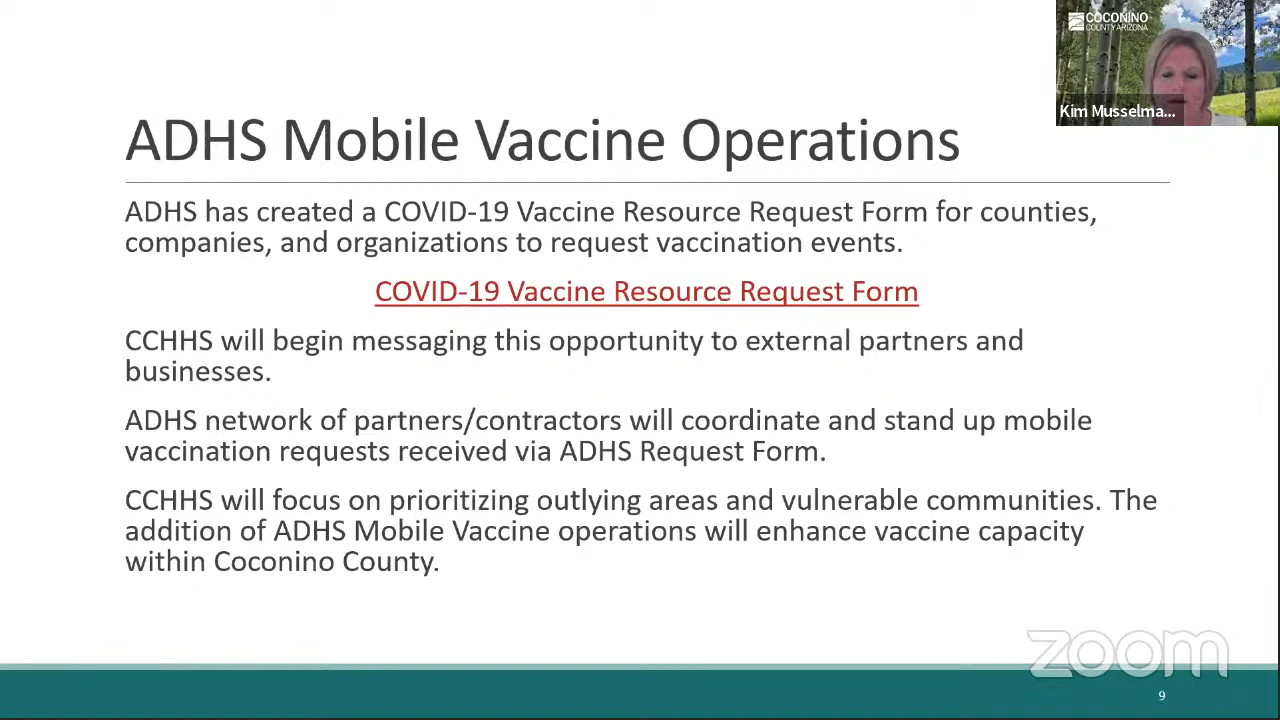 COCONINO
COUNTY ARIZONA
Kim Musselma...
ADHS Mobile Vaccine Operations
ADHS has created a COVID-19 Vaccine Resource Request Form for counties,
companies, and organizations to request vaccination events.
COVID-19 Vaccine Resource Request Form
CCHHS will begin messaging this opportunity to external partners and
businesses.
ADHS network of partners/contractors will coordinate and stand up mobile
vaccination requests received via ADHS Request Form.
CCHHS will focus on prioritizing outlying areas and vulnerable communities. The
addition of ADHS Mobile Vaccine operations will enhance vaccine capacity
within Coconino County.
zoom
9